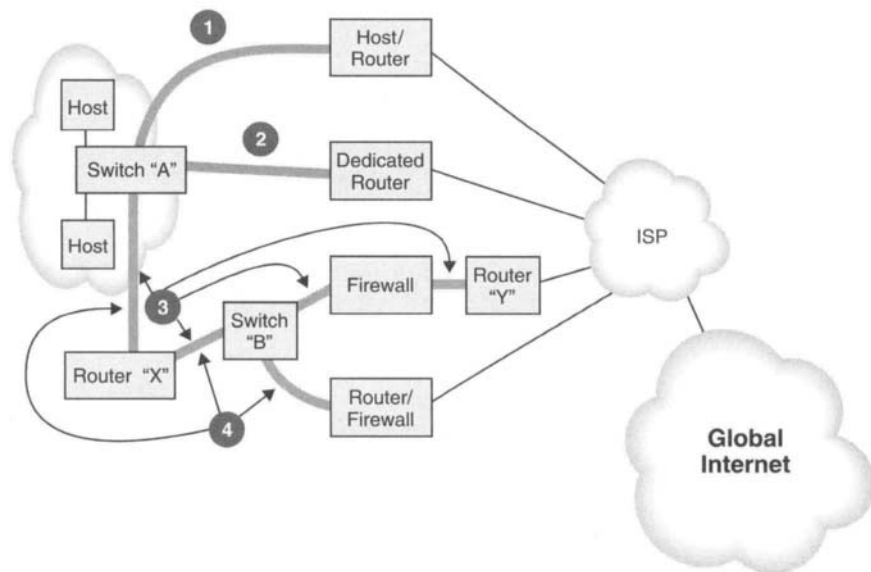 1
Host/
Router
Host
2
Switch "A"
Dedicated
Router
Host
ISP
3
Firewall
Router
"Y"
Switch
"B"
Router "X"
Router/
Firewall
4
Global
Internet